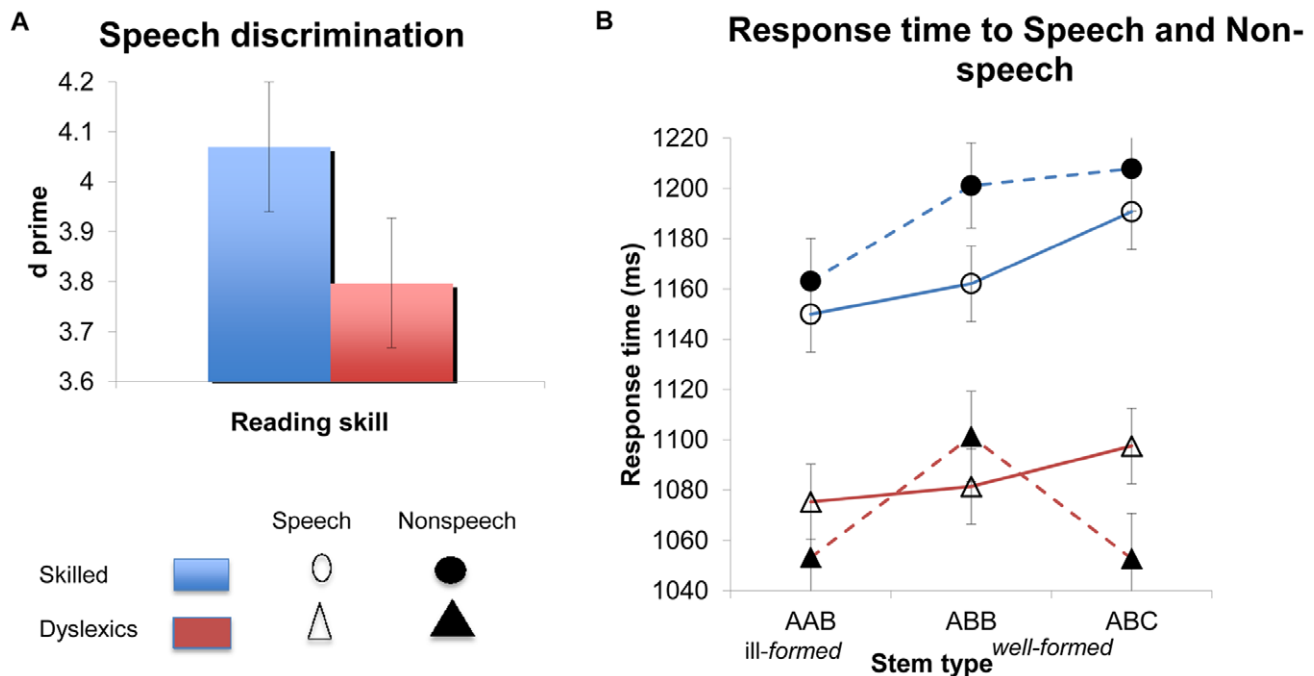 A
Speech discrimination
4.2
4.1
4
3.9
3.8
3.7
3.6
d prime
Reading skill
Speech Nonspeech
Skilled
Dyslexics
B
Response time to Speech and Non-
speech
1220
1200
1180
1160
1140
1120
1100
1080
1060
1040
Response time (ms)
AAB ABB ABC
ill-formed well-formed
Stem type